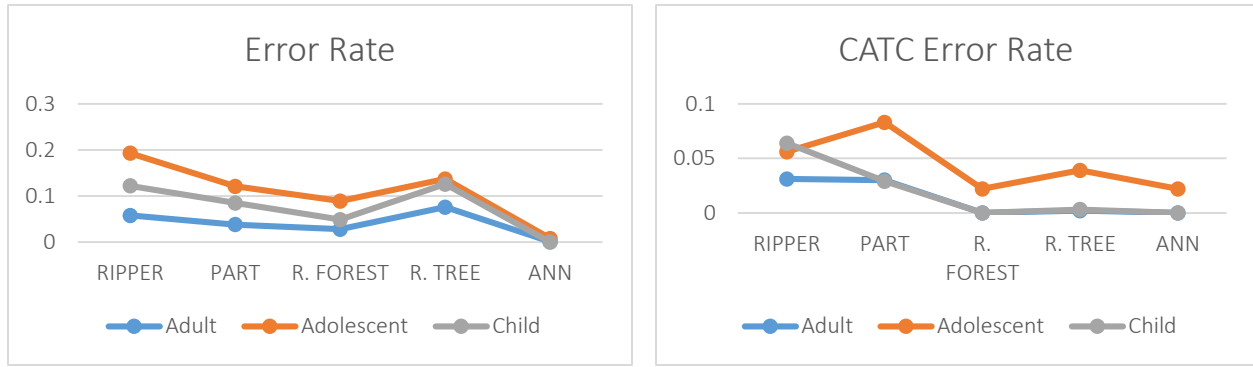 Error Rate
0.3
0.2
0.1
0
RIPPER PART R. FOREST R. TREE ANN
Adult Adolescent Child
CATC Error Rate
0.1
0.05
0
RIPPER PART R. R. TREE ANN
FOREST
Adult Adolescent Child